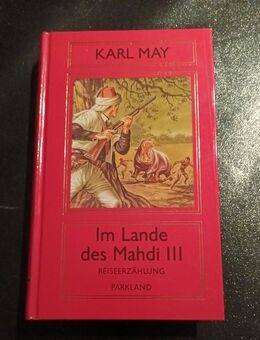 KARL MAY
Im Lande
des Mahdi III
REISEERZÄHLUNG
PARKLAND